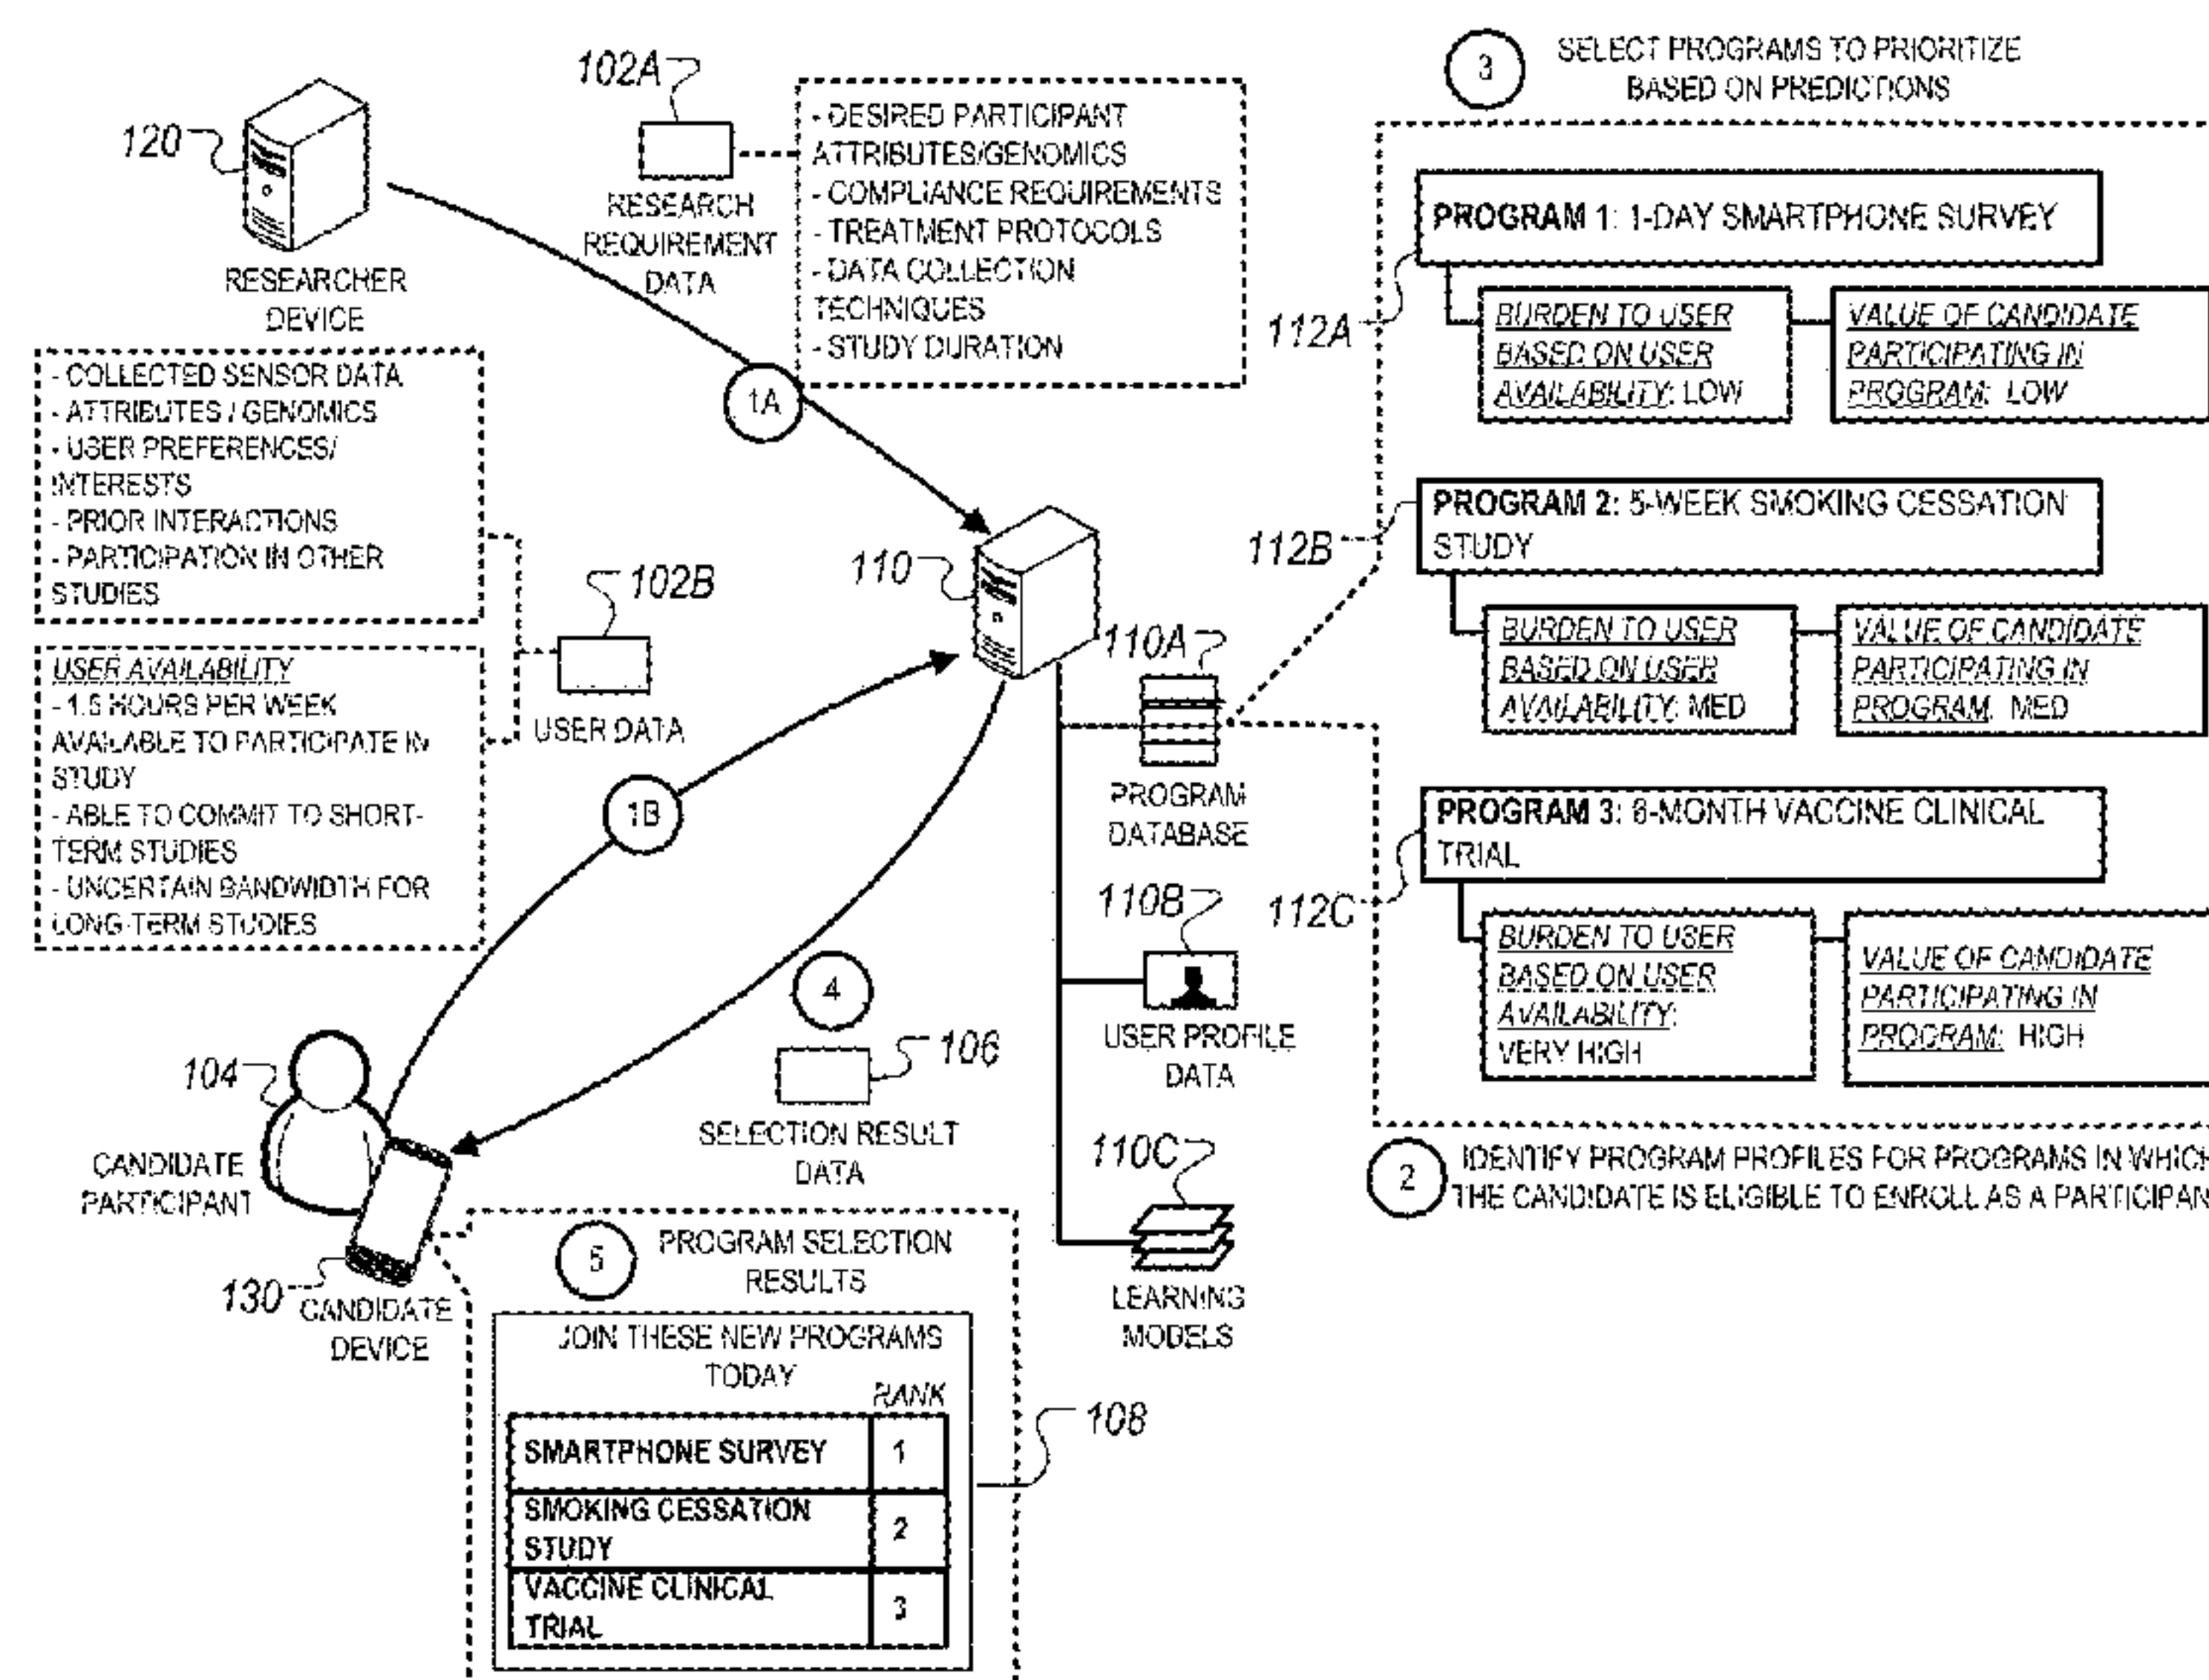 120
RESEARCHER
DEVICE
102A
RESEARCH
REQUIREMENT
DATA
- DESIRED PARTICIPANT
ATTRIBUTES/GENOMICS
- COMPLIANCE REQUIREMENTS
- TREATMENT PROTOCOLS
- DATA COLLECTION
TECHNIQUES
- STUDY DURATION
1A
- COLLECTED SENSOR DATA
- ATTRIBUTES / GENOMICS
- USER PREFERENCES/
INTERESTS
- PRIOR INTERACTIONS
- PARTICIPATION IN OTHER
STUDIES
USER AVAILABILITY
- 1.5 HOURS PER WEEK
AVAILABLE TO PARTICIPATE IN
STUDY
- ABLE TO COMMIT TO SHORT-
TERM STUDIES
- UNCERTAIN BANDWIDTH FOR
LONG-TERM STUDIES
102B
USER DATA
1B
110
110A
PROGRAM
DATABASE
110B
USER PROFILE
DATA
110C
LEARNING
MODELS
4
106
SELECTION RESULT
DATA
104
CANDIDATE
PARTICIPANT
130
CANDIDATE
DEVICE
5
PROGRAM SELECTION
RESULTS
JOIN THESE NEW PROGRAMS
TODAY
RANK
SMARTPHONE SURVEY 1
SMOKING CESSATION
STUDY 2
VACCINE CLINICAL
TRIAL 3
108
3
SELECT PROGRAMS TO PRIORITIZE
BASED ON PREDICTIONS
112A
PROGRAM 1: 1-DAY SMARTPHONE SURVEY
BURDEN TO USER
BASED ON USER
AVAILABILITY: LOW
VALUE OF CANDIDATE
PARTICIPATING IN
PROGRAM: LOW
112B
PROGRAM 2: 5-WEEK SMOKING CESSATION
STUDY
BURDEN TO USER
BASED ON USER
AVAILABILITY: MED
VALUE OF CANDIDATE
PARTICIPATING IN
PROGRAM: MED
112C
PROGRAM 3: 6-MONTH VACCINE CLINICAL
TRIAL
BURDEN TO USER
BASED ON USER
AVAILABILITY:
VERY HIGH
VALUE OF CANDIDATE
PARTICIPATING IN
PROGRAM: HIGH
2
IDENTIFY PROGRAM PROFILES FOR PROGRAMS IN WHICH
THE CANDIDATE IS ELIGIBLE TO ENROLL AS A PARTICIPAN